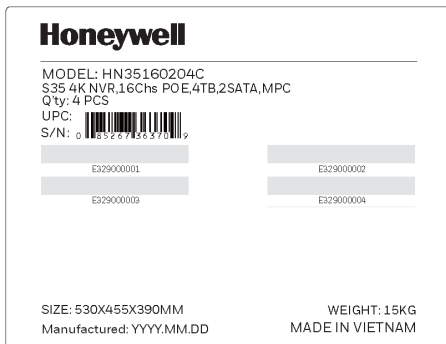 Honeywell
MODEL: HN35160204C
S35 4K NVR,16Chs POE,4TB,2SATA,MPC
Q'ty: 4 PCS
UPC:
S/N:
0 85267 36370 9
E329000001 E329000002
E329000003 E329000004
SIZE: 530X455X390MM WEIGHT: 15KG
Manufactured: YYYY.MM.DD MADE IN VIETNAM